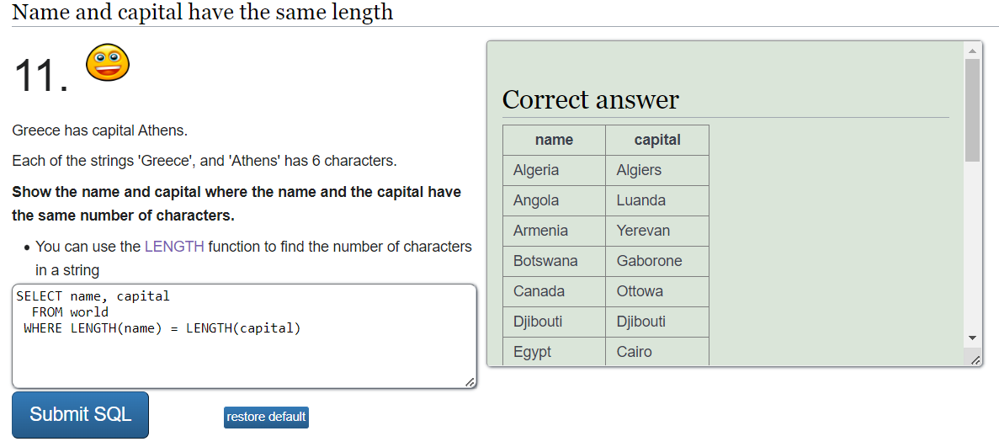 Name and capital have the same length
11.
Greece has capital Athens.
Each of the strings 'Greece', and 'Athens' has 6 characters.
Show the name and capital where the name and the capital have
the same number of characters.
• You can use the LENGTH function to find the number of characters
in a string
SELECT name, capital
FROM world
WHERE LENGTH(name) = LENGTH(capital)
Submit SQL
restore default
Correct answer
name capital
Algeria Algiers
Angola Luanda
Armenia Yerevan
Botswana Gaborone
Canada Ottowa
Djibouti Djibouti
Egypt Cairo